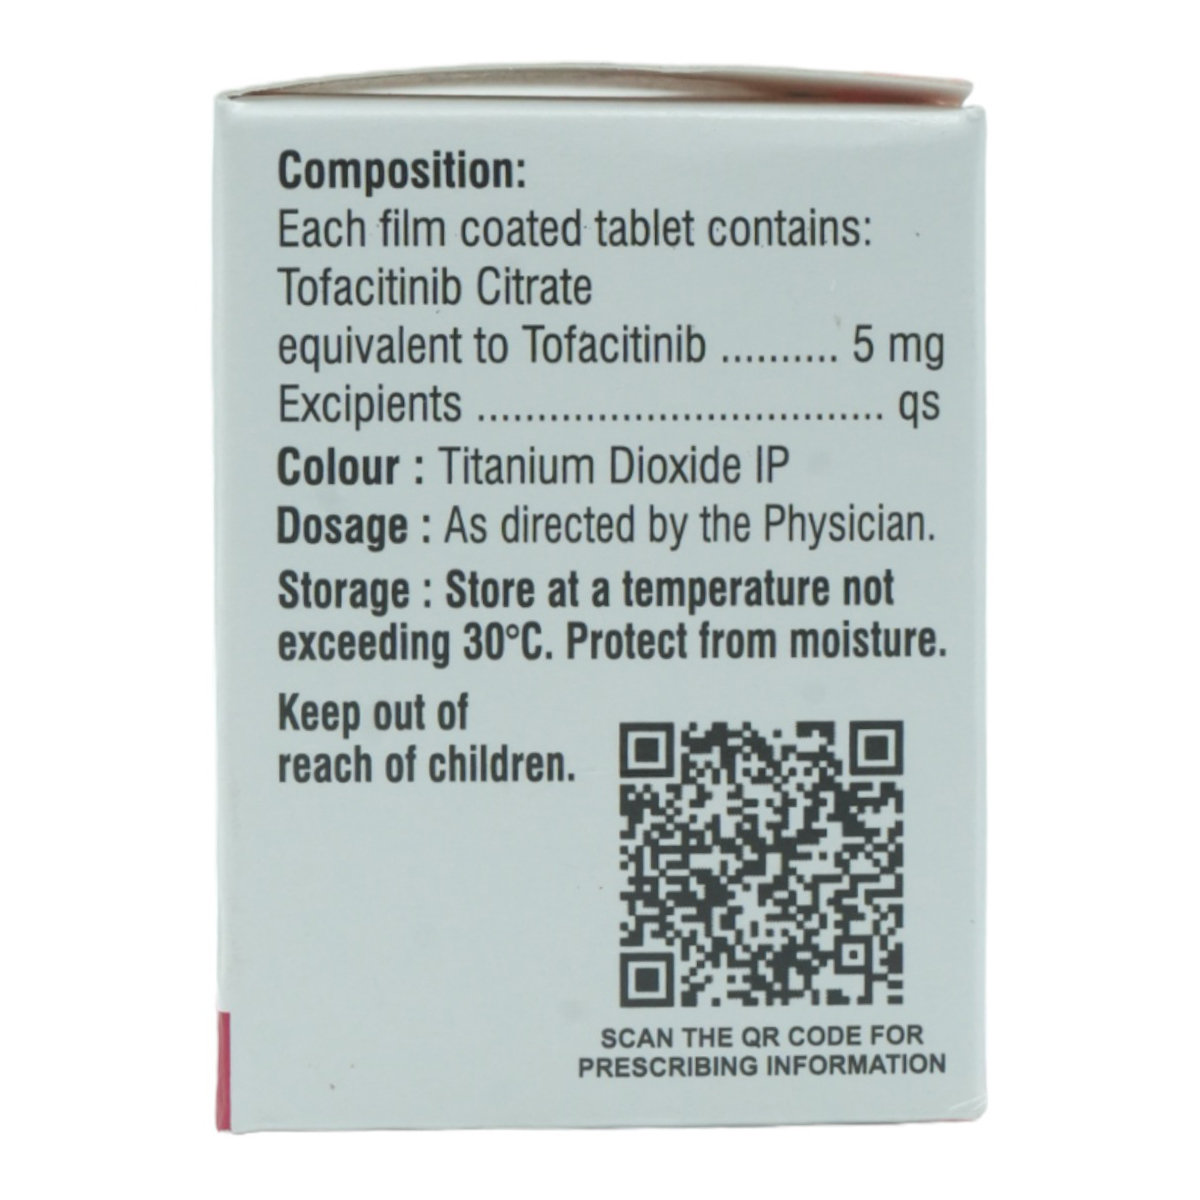 Composition:
Each film coated tablet contains:
Tofacitinib Citrate
equivalent to Tofacitinib .......... 5 mg
Excipients .................................. qs
Colour : Titanium Dioxide IP
Dosage : As directed by the Physician.
Storage : Store at a temperature not
exceeding 30°C. Protect from moisture.
Keep out of
reach of children.
SCAN THE QR CODE FOR
PRESCRIBING INFORMATION